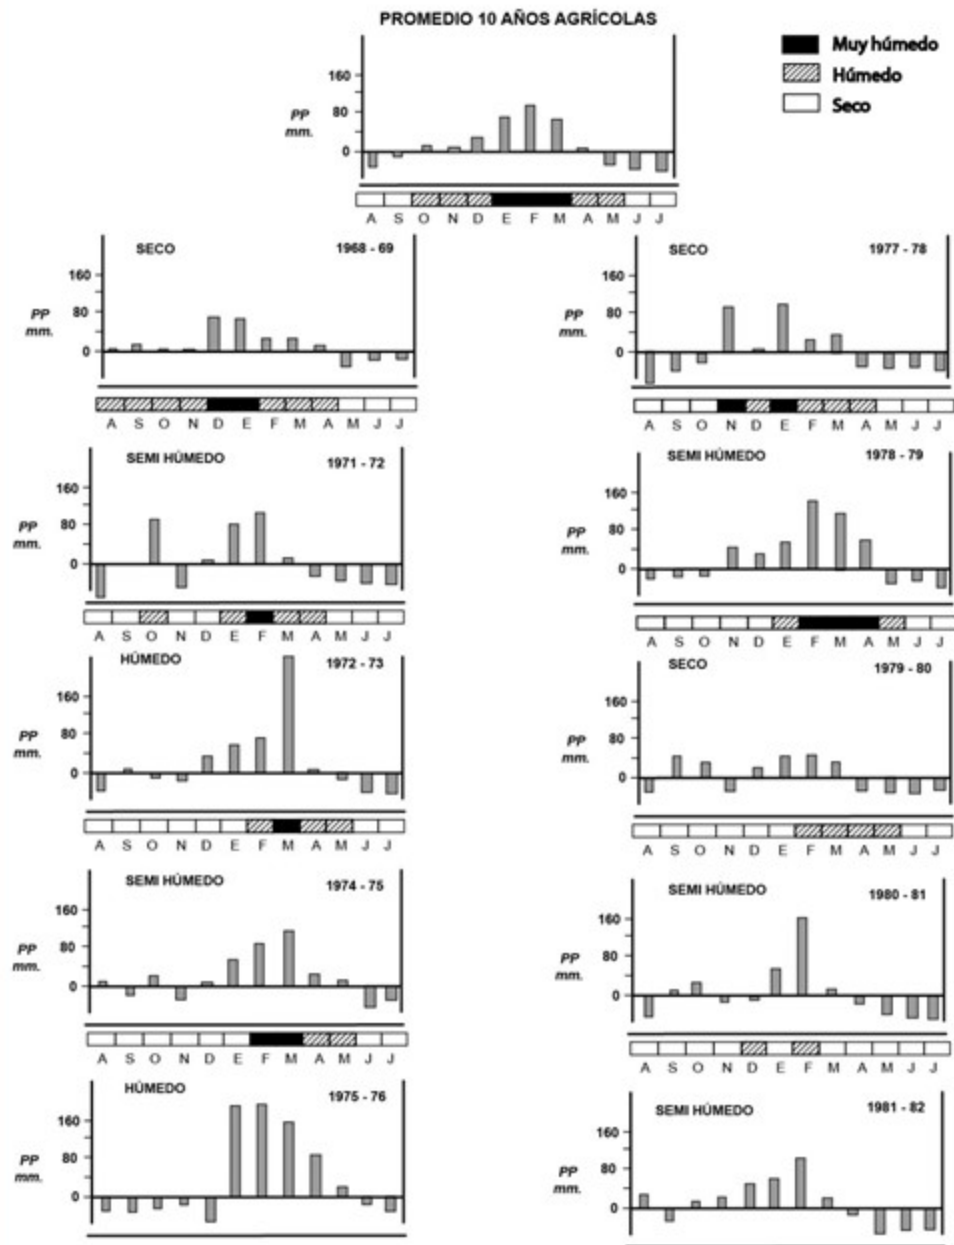 PROMEDIO 10 AÑOS AGRÍCOLAS
Muy húmedo
Húmedo
Seco
160
80
0
PP
mm.
A S O N D E F M A M J J
SECO 1968 - 69
160
80
0
PP
mm.
A S O N D E F M A M J J
SECO 1977 - 78
160
80
0
PP
mm.
A S O N D E F M A M J J
SEMI HÚMEDO 1971 - 72
160
80
0
PP
mm.
A S O N D E F M A M J J
SEMI HÚMEDO 1978 - 79
160
80
0
PP
mm.
A S O N D E F M A M J J
HÚMEDO 1972 - 73
160
80
0
PP
mm.
A S O N D E F M A M J J
SECO 1979 - 80
160
80
0
PP
mm.
A S O N D E F M A M J J
SEMI HÚMEDO 1974 - 75
160
80
0
PP
mm.
A S O N D E F M A M J J
SEMI HÚMEDO 1980 - 81
160
80
0
PP
mm.
A S O N D E F M A M J J
HÚMEDO 1975 - 76
160
80
0
PP
mm.
SEMI HÚMEDO 1981 - 82
160
80
0
PP
mm.